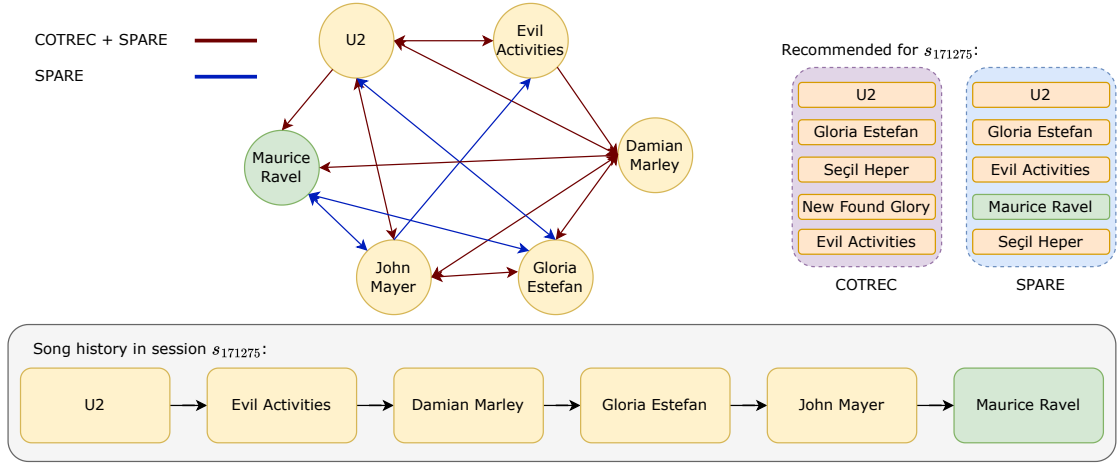 COTREC + SPARE
SPARE
U2
Evil
Activities
Maurice
Ravel
Damian
Marley
John
Mayer
Gloria
Estefan
Recommended for s171275:
U2
Gloria Estefan
Seçil Heper
New Found Glory
Evil Activities
COTREC
U2
Gloria Estefan
Evil Activities
Maurice Ravel
Seçil Heper
SPARE
Song history in session s171275:
U2
Evil Activities
Damian Marley
Gloria Estefan
John Mayer
Maurice Ravel